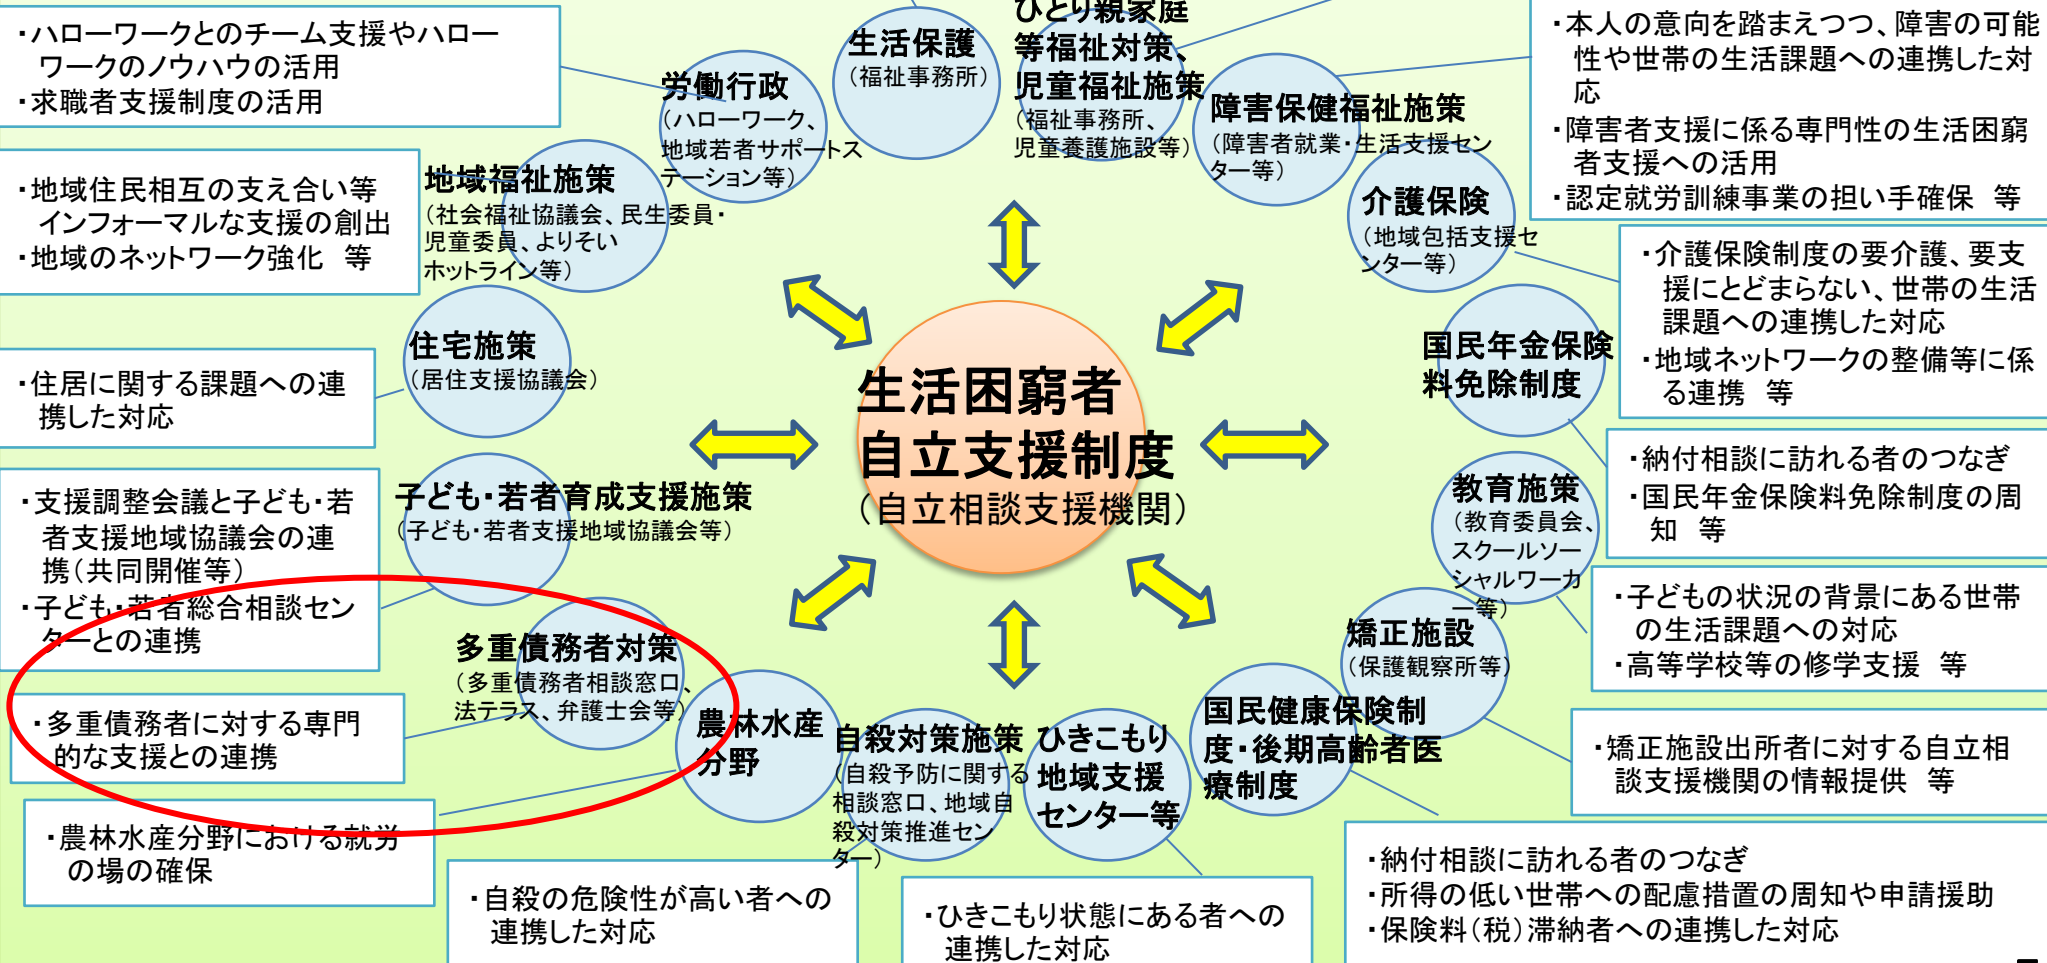 ・ハローワークとのチーム支援やハロー
ワークのノウハウの活用
・求職者支援制度の活用
・地域住民相互の支え合い等
インフォーマルな支援の創出
・地域のネットワーク強化　等
・住居に関する課題への連
携した対応
・支援調整会議と子ども・若
者支援地域協議会の連
携（共同開催等）
・子ども・若者総合相談セン
ターとの連携
・多重債務者に対する専門
的な支援との連携
・農林水産分野における就労
の場の確保
・自殺の危険性が高い者への
連携した対応
・ひきこもり状態にある者への
連携した対応
労働行政
（ハローワーク、
地域若者サポートス
テーション等）
地域福祉施策
（社会福祉協議会、民生委員・
児童委員、よりそい
ホットライン等）
住宅施策
（居住支援協議会）
子ども・若者育成支援施策
（子ども・若者支援地域協議会等）
多重債務者対策
（多重債務者相談窓口、
法テラス、弁護士会等）
農林水産
分野
自殺対策施策
（自殺予防に関する
相談窓口、地域自
殺対策推進セン
ター）
ひきこもり
地域支援
センター等
生活保護
（福祉事務所）
ひとり親家庭
等福祉対策、
児童福祉施策
（福祉事務所、
児童養護施設等）
障害保健福祉施策
（障害者就業・生活支援セン
ター等）
介護保険
（地域包括支援セ
ンター等）
国民年金保険
料免除制度
教育施策
（教育委員会、
スクールソー
シャルワーカ
ー等）
矯正施設
（保護観察所等）
国民健康保険制
度・後期高齢者医
療制度
生活困窮者
自立支援制度
（自立相談支援機関）
・本人の意向を踏まえつつ、障害の可能
性や世帯の生活課題への連携した対
応
・障害者支援に係る専門性の生活困窮
者支援への活用
・認定就労訓練事業の担い手確保　等
・介護保険制度の要介護、要支
援にとどまらない、世帯の生活
課題への連携した対応
・地域ネットワークの整備等に係
る連携　等
・納付相談に訪れる者のつなぎ
・国民年金保険料免除制度の周
知　等
・子どもの状況の背景にある世帯
の生活課題への対応
・高等学校等の修学支援　等
・矯正施設出所者に対する自立相
談支援機関の情報提供　等
・納付相談に訪れる者のつなぎ
・所得の低い世帯への配慮措置の周知や申請援助
・保険料（税）滞納者への連携した対応